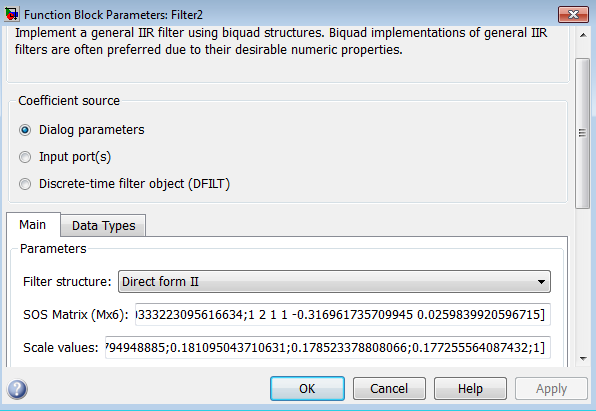 Function Block Parameters: Filter2
Implement a general IIR filter using biquad structures. Biquad implementations of general IIR
filters are often preferred due to their desirable numeric properties.
Coefficient source
Dialog parameters
Input port(s)
Discrete-time filter object (DFILT)
Main Data Types
Parameters
Filter structure: Direct form II
SOS Matrix (Mx6): 0333223095616634;1 2 1 1 -0.316961735709945 0.0259839920596715]
Scale values: 794948885;0.181095043710631;0.178523378808066;0.177255564087432;1]
OK Cancel Help Apply